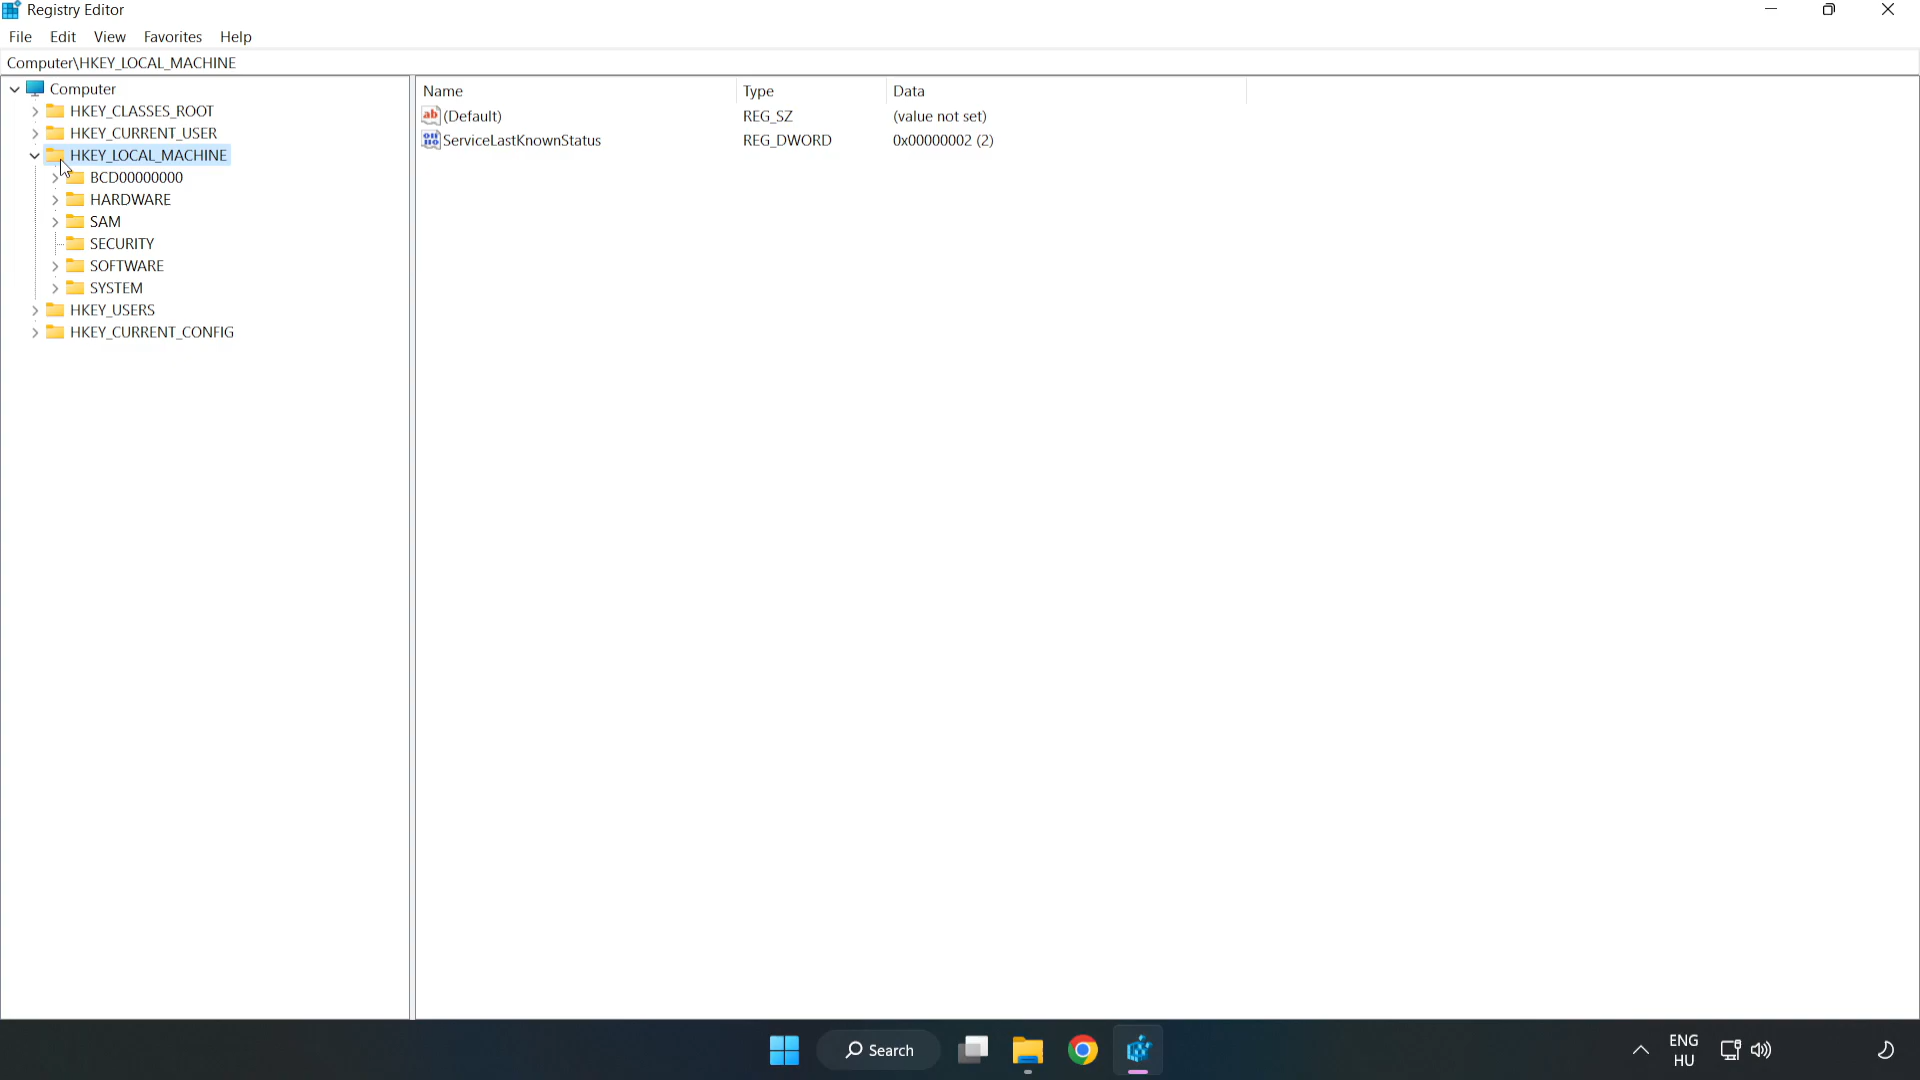 Registry Editor
File Edit View Favorites Help
Computer\HKEY_LOCAL_MACHINE
Computer
HKEY_CLASSES_ROOT
HKEY_CURRENT_USER
HKEY_LOCAL_MACHINE
BCD00000000
HARDWARE
SAM
SECURITY
SOFTWARE
SYSTEM
HKEY_USERS
HKEY_CURRENT_CONFIG
Name Type Data
(Default) REG_SZ (value not set)
ServiceLastKnownStatus REG_DWORD 0x00000002 (2)
Search
ENG
HU